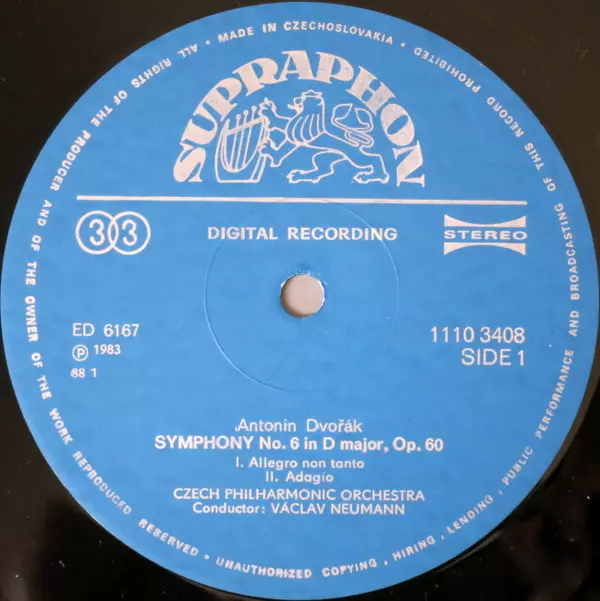 • MADE IN CZECHOSLOVAKIA •
ALL RIGHTS OF THE PRODUCER AND OF THE OWNER OF THE WORK REPRODUCED RESERVED • UNAUTHORIZED COPYING, HIRING, LENDING, PUBLIC PERFORMANCE AND BROADCASTING OF THIS RECORD PROHIBITED
SUPRAPHON
33
DIGITAL RECORDING
STEREO
ED 6167
Ⓟ 1983
88 1
1110 3408
SIDE 1
Antonin Dvořák
SYMPHONY No. 6 in D major, Op. 60
I. Allegro non tanto
II. Adagio
CZECH PHILHARMONIC ORCHESTRA
Conductor: VÁCLAV NEUMANN